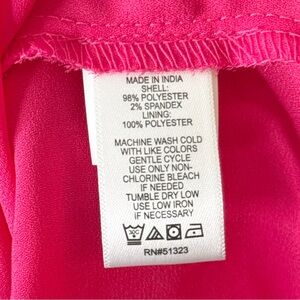 MADE IN INDIA
SHELL:
98% POLYESTER
2% SPANDEX
LINING:
100% POLYESTER
MACHINE WASH COLD
WITH LIKE COLORS
GENTLE CYCLE
USE ONLY NON-
CHLORINE BLEACH
IF NEEDED
TUMBLE DRY LOW
USE LOW IRON
IF NECESSARY
RN#51323